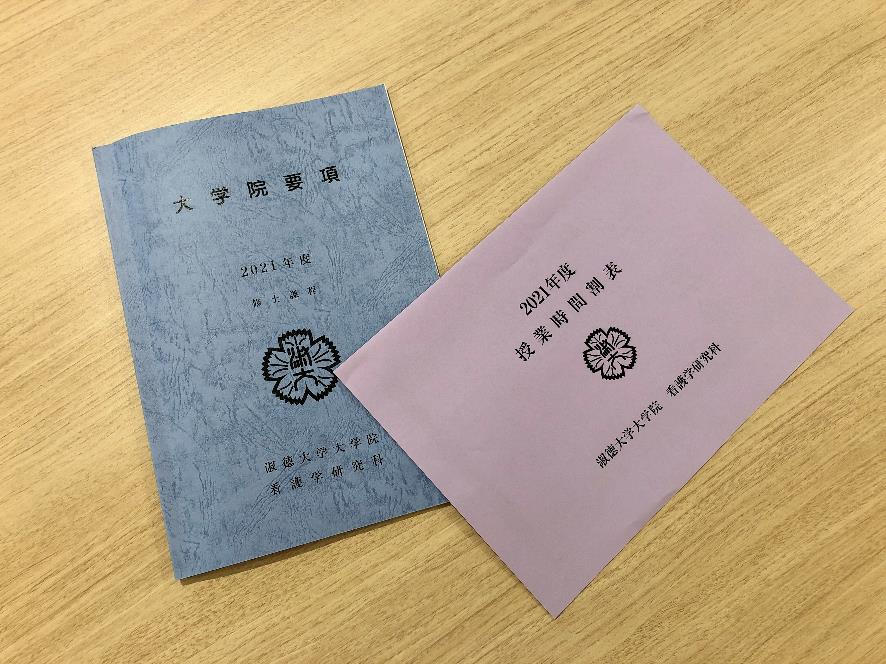 大学院要項
2021年度
修士課程
淑徳大学大学院
看護学研究科
2021年度
授業時間割表
淑徳大学大学院 看護学研究科